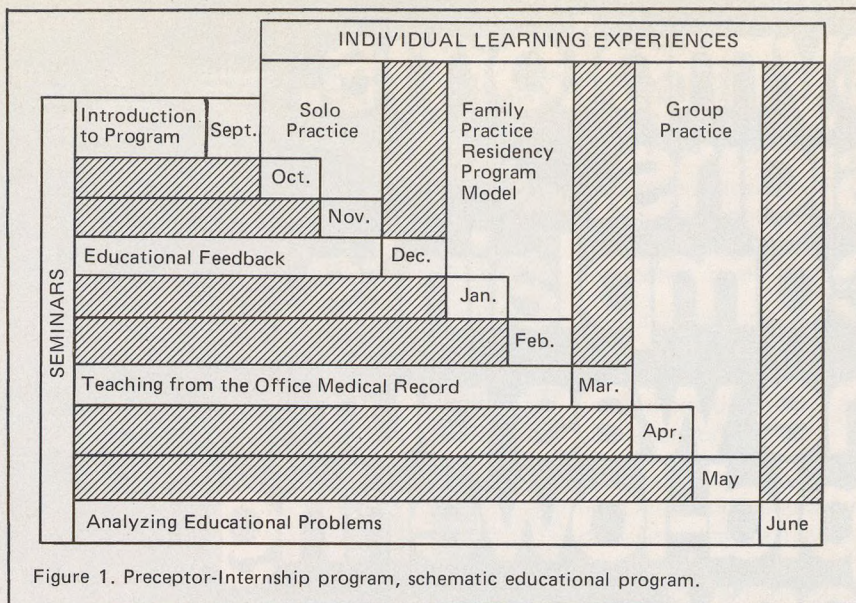 INDIVIDUAL LEARNING EXPERIENCES
SEMINARS
Introduction
to Program
Sept.
Solo
Practice
Family
Practice
Residency
Program
Model
Group
Practice
Oct.
Nov.
Educational Feedback
Dec.
Jan.
Feb.
Teaching from the Office Medical Record
Mar.
Apr.
May
Analyzing Educational Problems
June
Figure 1. Preceptor-Internship program, schematic educational program.